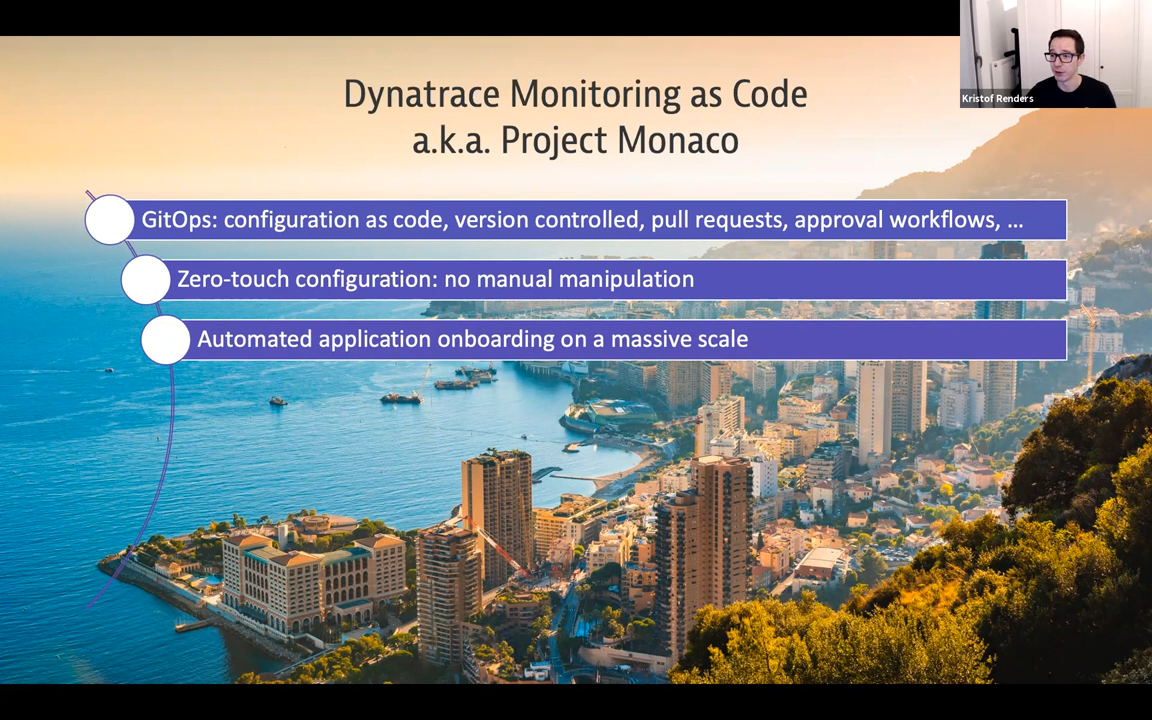 Dynatrace Monitoring as Code
a.k.a. Project Monaco
Kristof Renders
GitOps: configuration as code, version controlled, pull requests, approval workflows, ...
Zero-touch configuration: no manual manipulation
Automated application onboarding on a massive scale